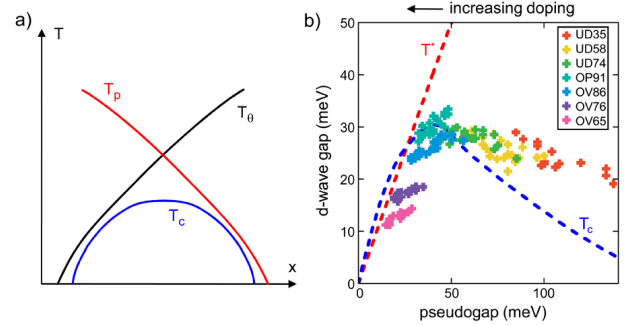 a)
T
Tp
Tθ
Tc
x
b)
increasing doping
50
40
30
20
10
0
d-wave gap (meV)
T*
UD35
UD58
UD74
OP91
OV86
OV76
OV65
Tc
0
50
100
pseudogap (meV)